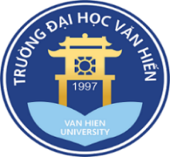 TRƯỜNG ĐẠI HỌC VĂN HIẾN
1997
VAN HIEN
UNIVERSITY